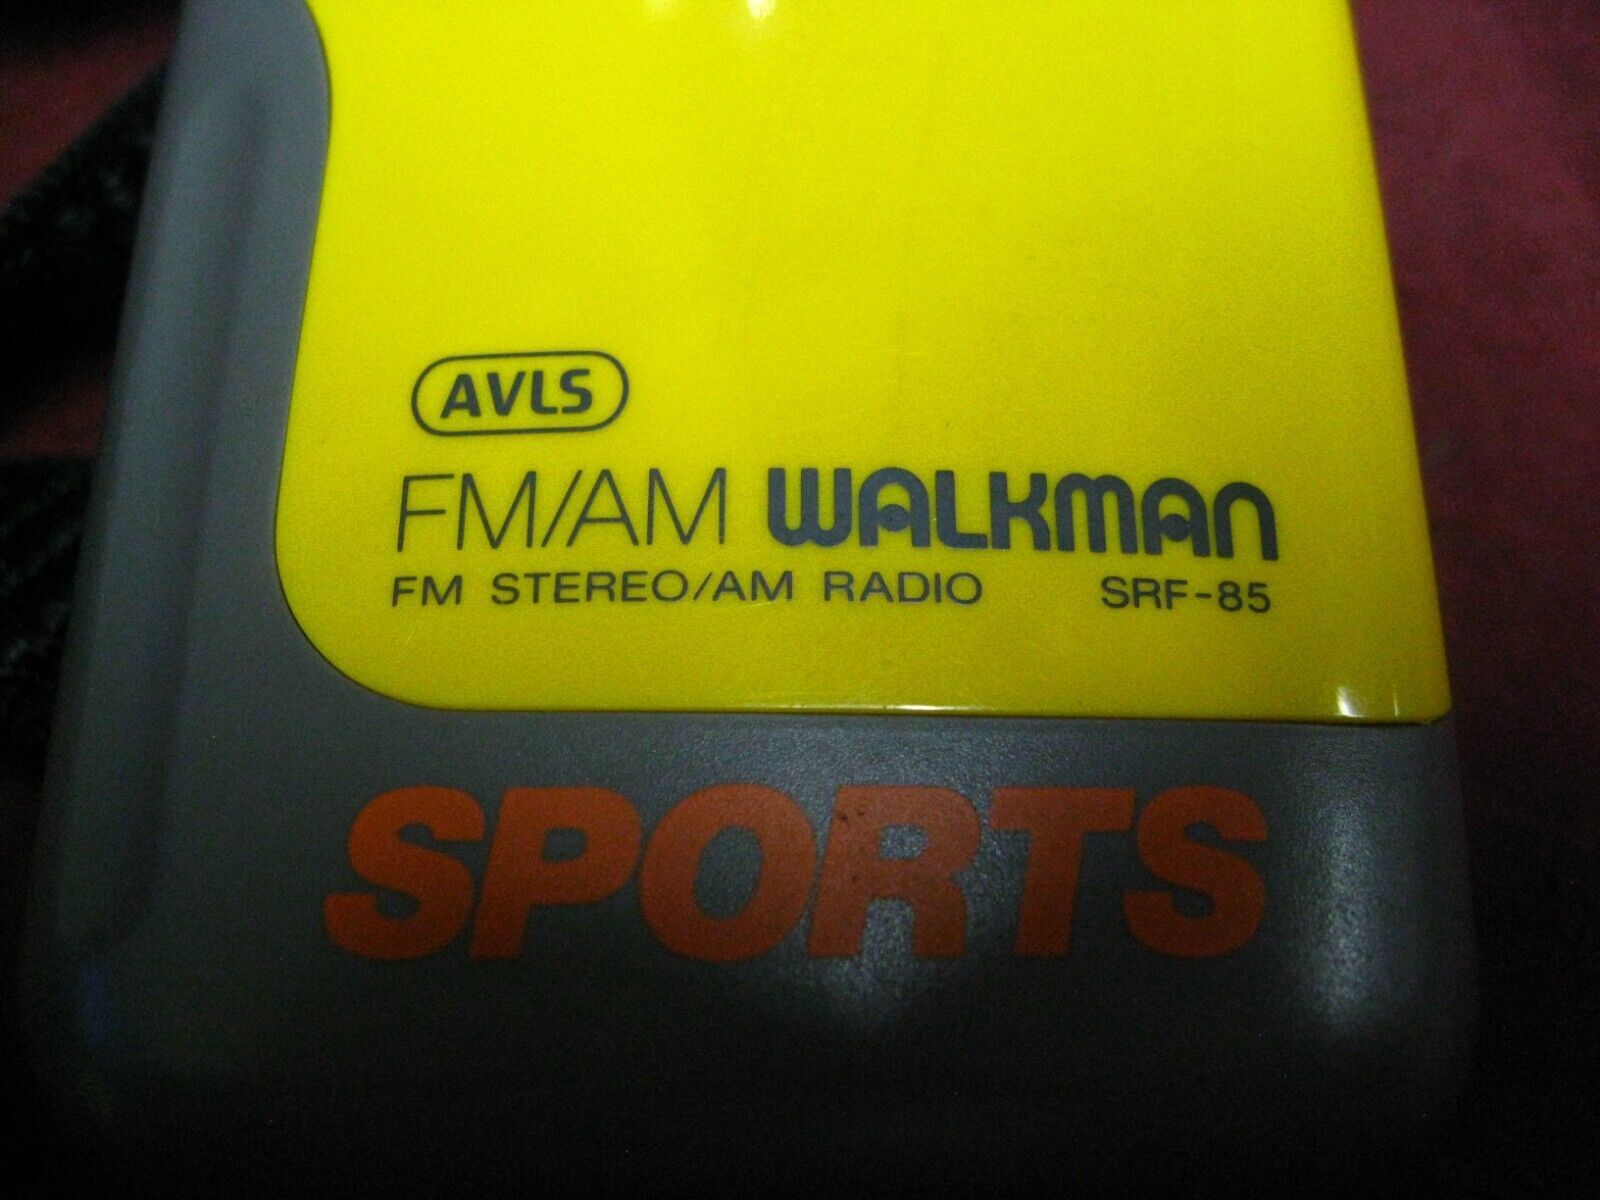 AVLS
FM/AM WALKMAN
FM STEREO/AM RADIO SRF-85
SPORTS